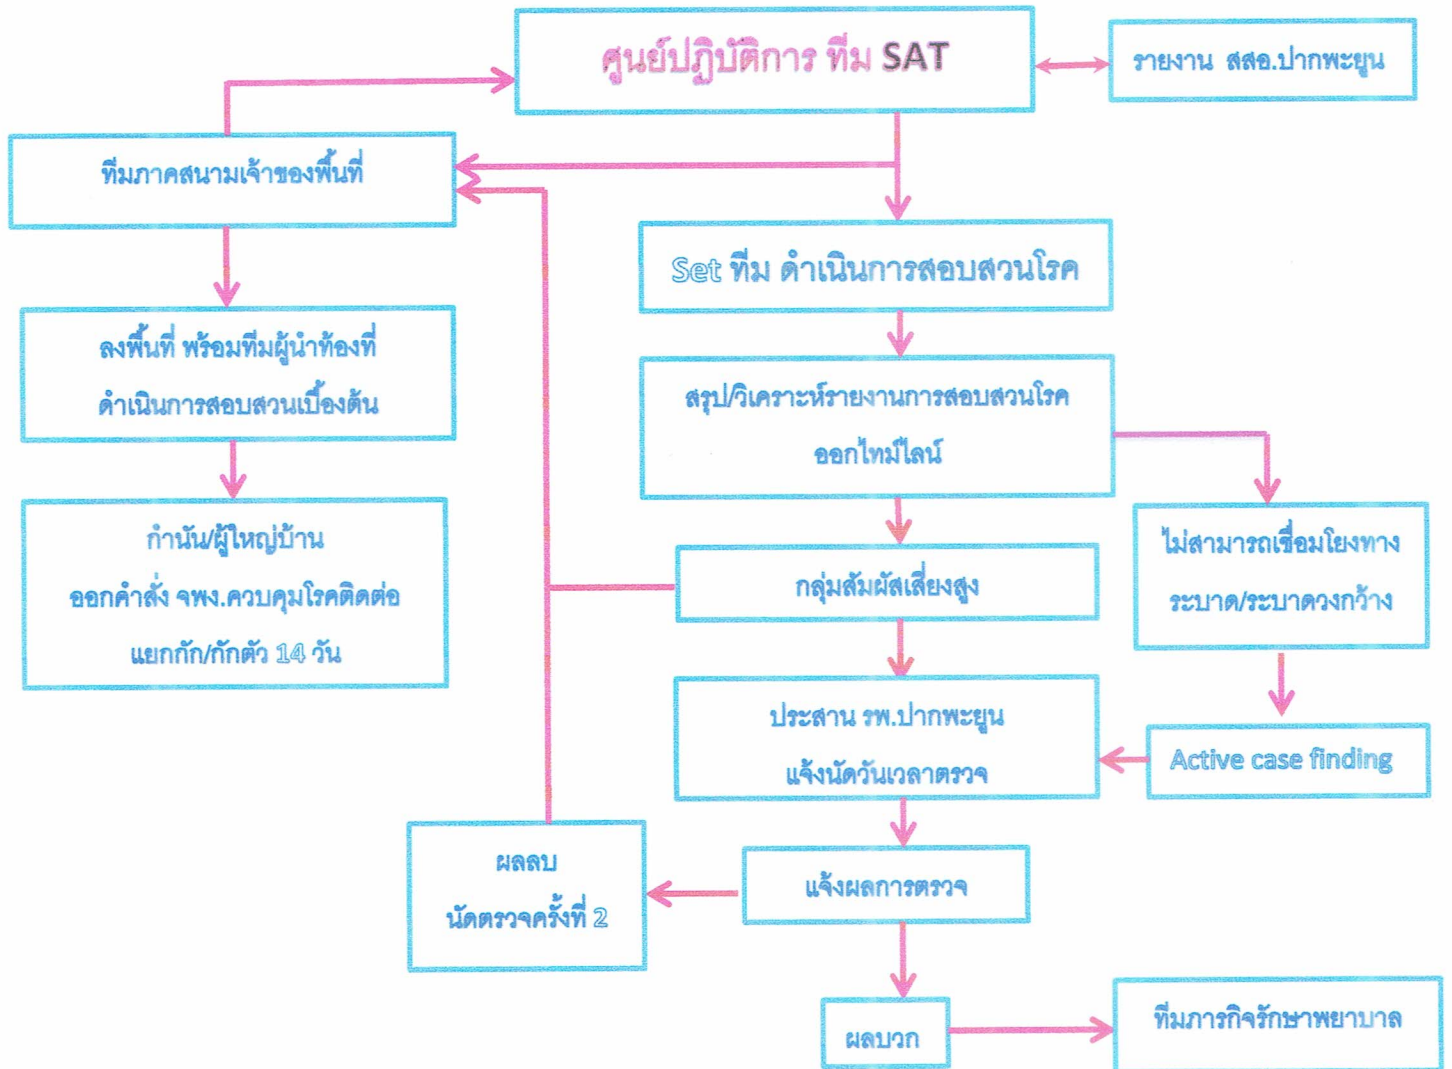 ศูนย์ปฏิบัติการ ทีม SAT
รายงาน สสอ.ปากพะยูน
ทีมภาคสนามเจ้าของพื้นที่
Set ทีม ดำเนินการสอบสวนโรค
ลงพื้นที่ พร้อมทีมผู้นำท้องที่
ดำเนินการสอบสวนเบื้องต้น
สรุป/วิเคราะห์รายงานการสอบสวนโรค
ออกไทม์ไลน์
กำนัน/ผู้ใหญ่บ้าน
ออกคำสั่ง จพง.ควบคุมโรคติดต่อ
แยกกัก/กักตัว 14 วัน
กลุ่มสัมผัสเสี่ยงสูง
ไม่สามารถเชื่อมโยงทาง
ระบาด/ระบาดวงกว้าง
ประสาน รพ.ปากพะยูน
แจ้งนัดวันเวลาตรวจ
Active case finding
ผลลบ
นัดตรวจครั้งที่ 2
แจ้งผลการตรวจ
ผลบวก
ทีมภารกิจรักษาพยาบาล